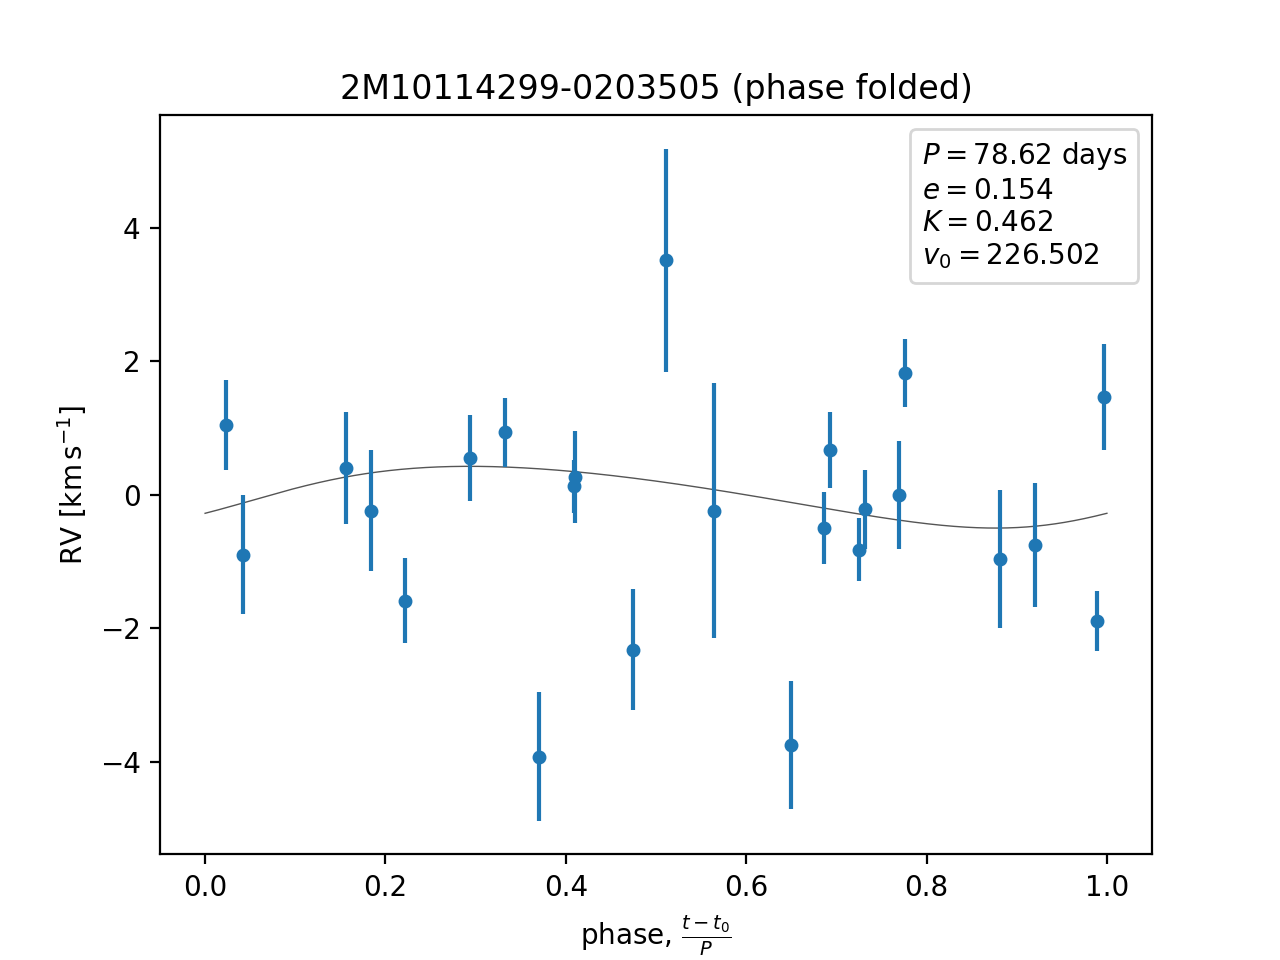 2M10114299-0203505 (phase folded)
P = 78.62 days
e = 0.154
K = 0.462
v₀ = 226.502
RV [km s⁻¹]
4
2
0
−2
−4
0.0 0.2 0.4 0.6 0.8 1.0
phase, (t − t₀)/P